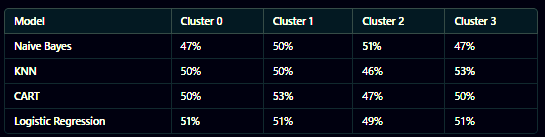 Model Cluster 0 Cluster 1 Cluster 2 Cluster 3
Naive Bayes 47% 50% 51% 47%
KNN 50% 50% 46% 53%
CART 50% 53% 47% 50%
Logistic Regression 51% 51% 49% 51%